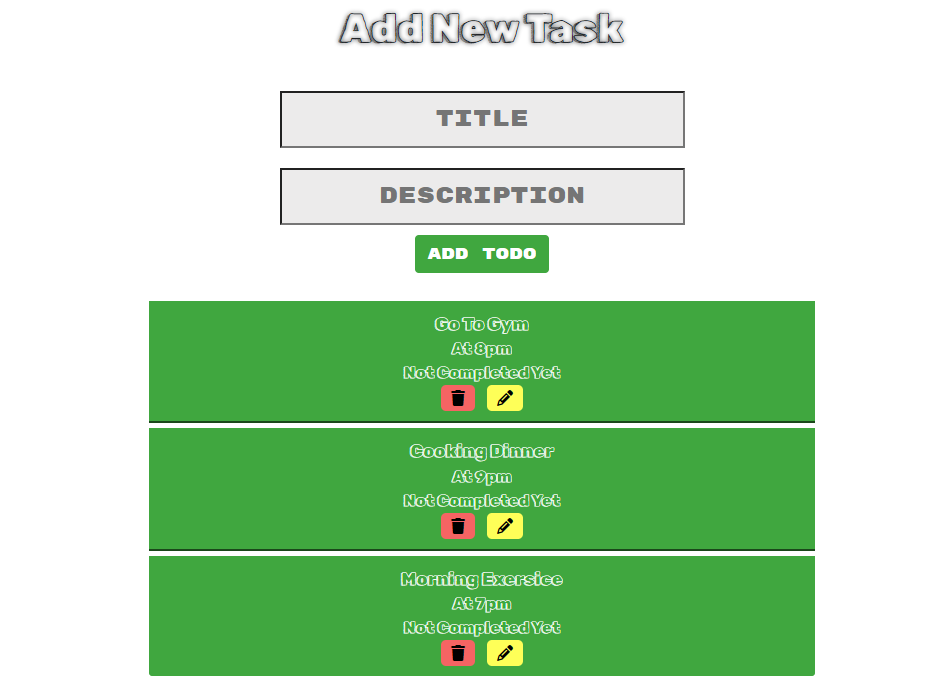 Add New Task
TITLE
DESCRIPTION
ADD TODO
Go To Gym
At 8pm
Not Completed Yet
Cooking Dinner
At 9pm
Not Completed Yet
Morning Exersice
At 7pm
Not Completed Yet